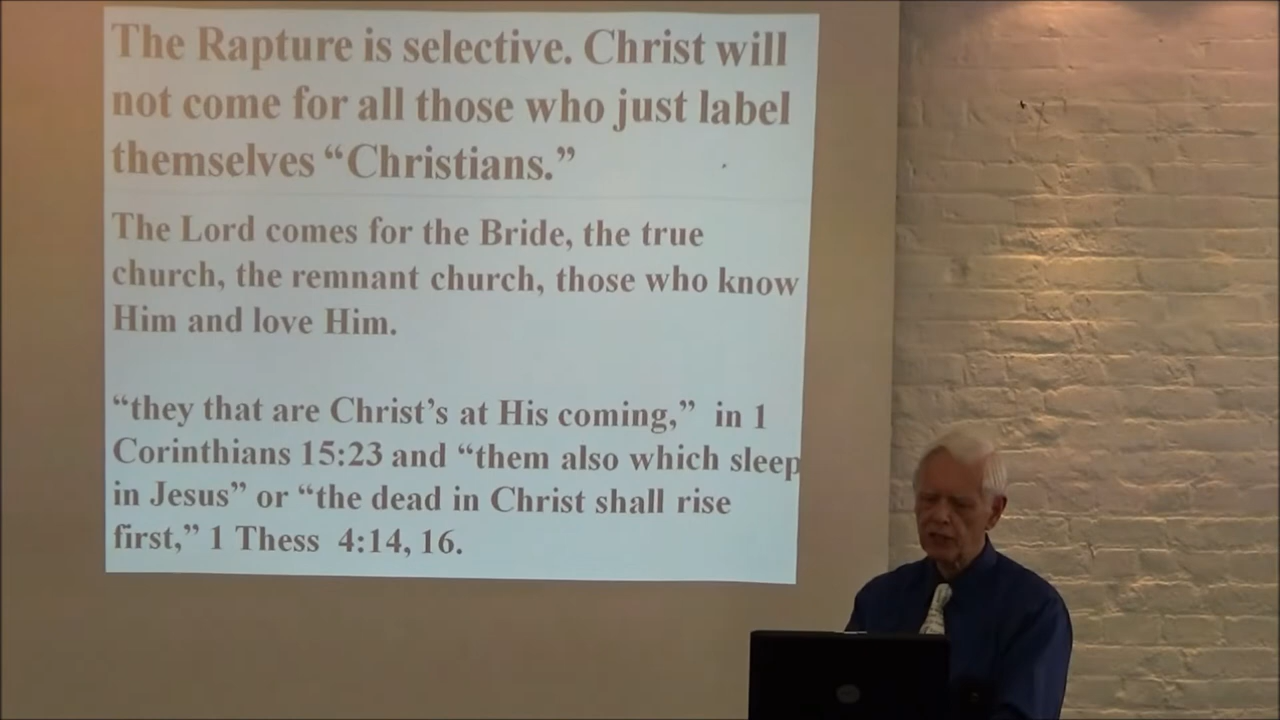 The Rapture is selective. Christ will
not come for all those who just label
themselves “Christians.”
The Lord comes for the Bride, the true
church, the remnant church, those who know
Him and love Him.
“they that are Christ’s at His coming,” in 1
Corinthians 15:23 and “them also which sleep
in Jesus” or “the dead in Christ shall rise
first,” 1 Thess 4:14, 16.